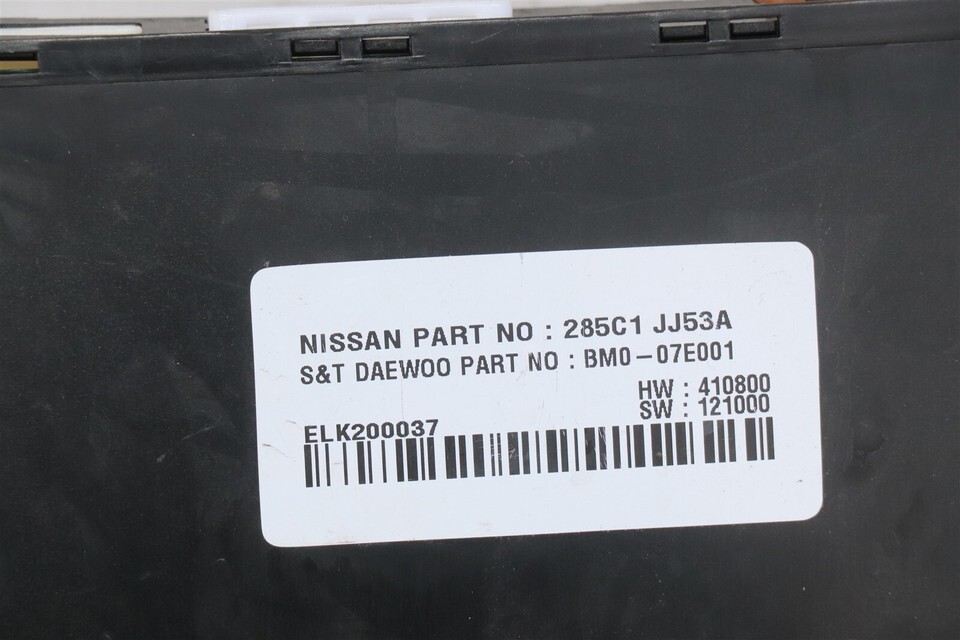 NISSAN PART NO : 285C1 JJ53A
S&T DAEWOO PART NO : BM0-07E001
HW : 410800
SW : 121000
ELK200037